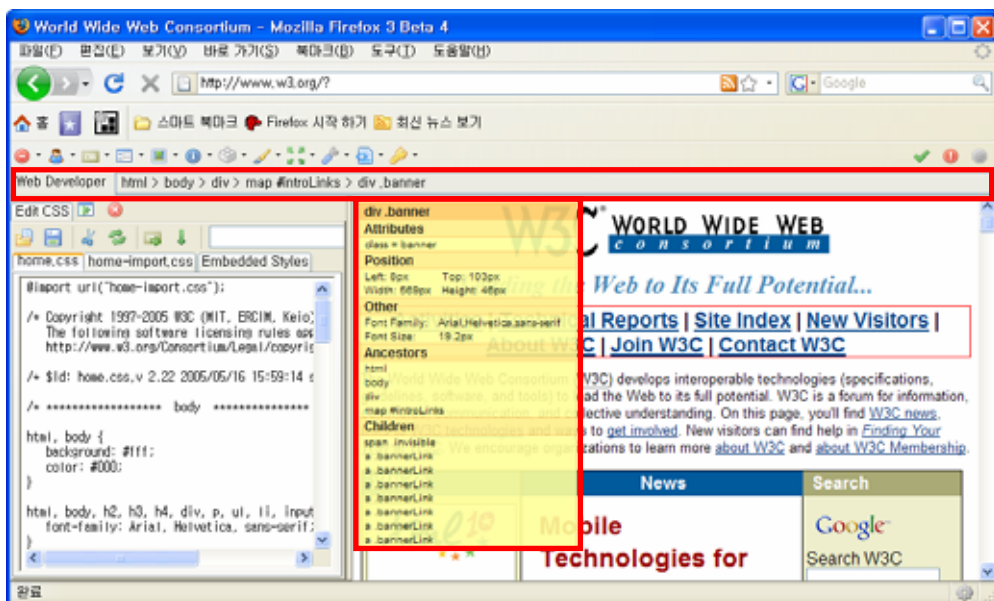 World Wide Web Consortium - Mozilla Firefox 3 Beta 4
파일(F) 편집(E) 보기(V) 바로 가기(S) 북마크(B) 도구(T) 도움말(H)
http://www.w3.org/?
Google
홈 스마트 북마크 Firefox 시작 하기 최신 뉴스 보기
Web Developer html > body > div > map #introLinks > div .banner
Edit CSS
home.css home-import.css Embedded Styles
@import url("home-import.css");
/* Copyright 1997-2005 W3C (MIT, ERCIM, Keio)
The following software licensing rules app
http://www.w3.org/Consortium/Legal/copyrig
/* $Id: home.css,v 2.22 2005/05/16 15:59:14 s
/* ****************** body **************
html, body {
background: #fff;
color: #000;
}
html, body, h2, h3, h4, div, p, ul, li, input
font-family: Arial, Helvetica, sans-serif;
}
div .banner
Attributes
class = banner
Position
Left: 0px Top: 103px
Width: 669px Height: 46px
Other
Font Family: Arial,Helvetica,sans-serif
Font Size: 19.2px
Ancestors
html
body
div
map #introLinks
Children
span .invisible
a .bannerLink
a .bannerLink
a .bannerLink
a .bannerLink
a .bannerLink
a .bannerLink
W3C® WORLD WIDE WEB
consortium
ing the Web to Its Full Potential...
al Reports | Site Index | New Visitors |
About W3C | Join W3C | Contact W3C
World Wide Web Consortium (W3C) develops interoperable technologies (specifications,
guidelines, software, and tools) to lead the Web to its full potential. W3C is a forum for information,
communication, and collective understanding. On this page, you'll find W3C news,
W3C technologies and ways to get involved. New visitors can find help in Finding Your
We encourage organizations to learn more about W3C and about W3C Membership.
News
Search
Mobile
Technologies for
Google
Search W3C
완료